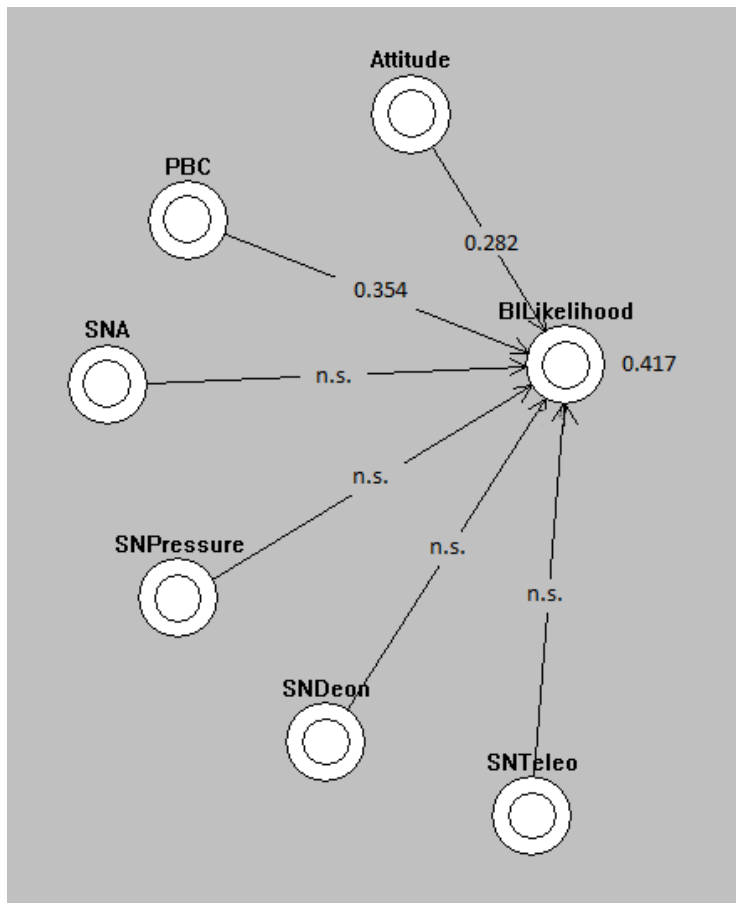 Attitude
PBC
0.282
0.354
BILikelihood
SNA
0.417
n.s.
n.s.
SNPressure
n.s.
n.s.
SNDeon
SNTeleo